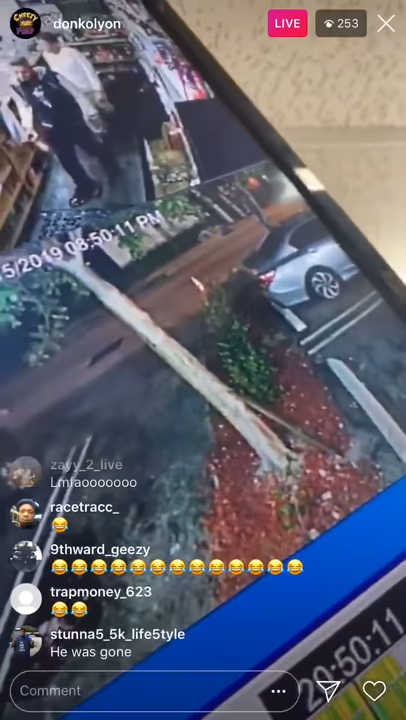 donkolyon
LIVE
253
5/2019 08:50:11 PM
zayy_2_live
Lmfaooooooo
racetracc_
😂
9thward_geezy
😂😂😂😂😂😂😂😂😂😂😂😂😂
trapmoney_623
😂😂
stunna5_5k_life5tyle
He was gone
Comment
20:50:11